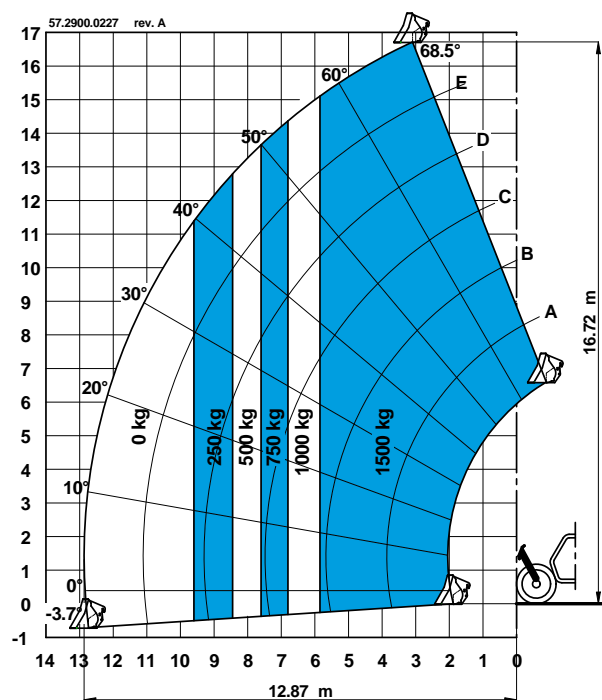 57.2900.0227 rev. A
17
16
15
14
13
12
11
10
9
8
7
6
5
4
3
2
1
0
-1
68.5°
60°
50°
40°
30°
20°
10°
0°
-3.7°
E
D
C
B
A
0 kg
250 kg
500 kg
750 kg
1000 kg
1500 kg
16.72 m
14 13 12 11 10 9 8 7 6 5 4 3 2 1 0
12.87 m